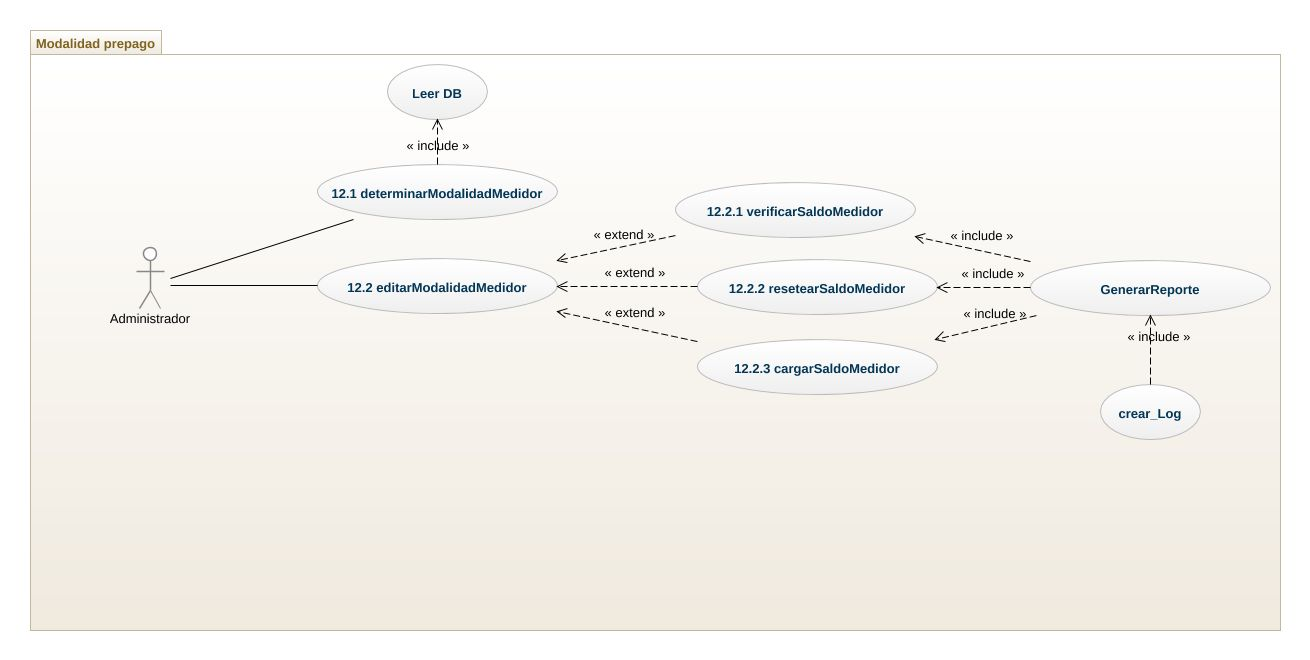 Modalidad prepago
Leer DB
« include »
12.1 determinarModalidadMedidor
12.2.1 verificarSaldoMedidor
« extend »
« include »
« extend »
« include »
12.2 editarModalidadMedidor
12.2.2 resetearSaldoMedidor
GenerarReporte
Administrador
« extend »
« include »
« include »
12.2.3 cargarSaldoMedidor
crear_Log